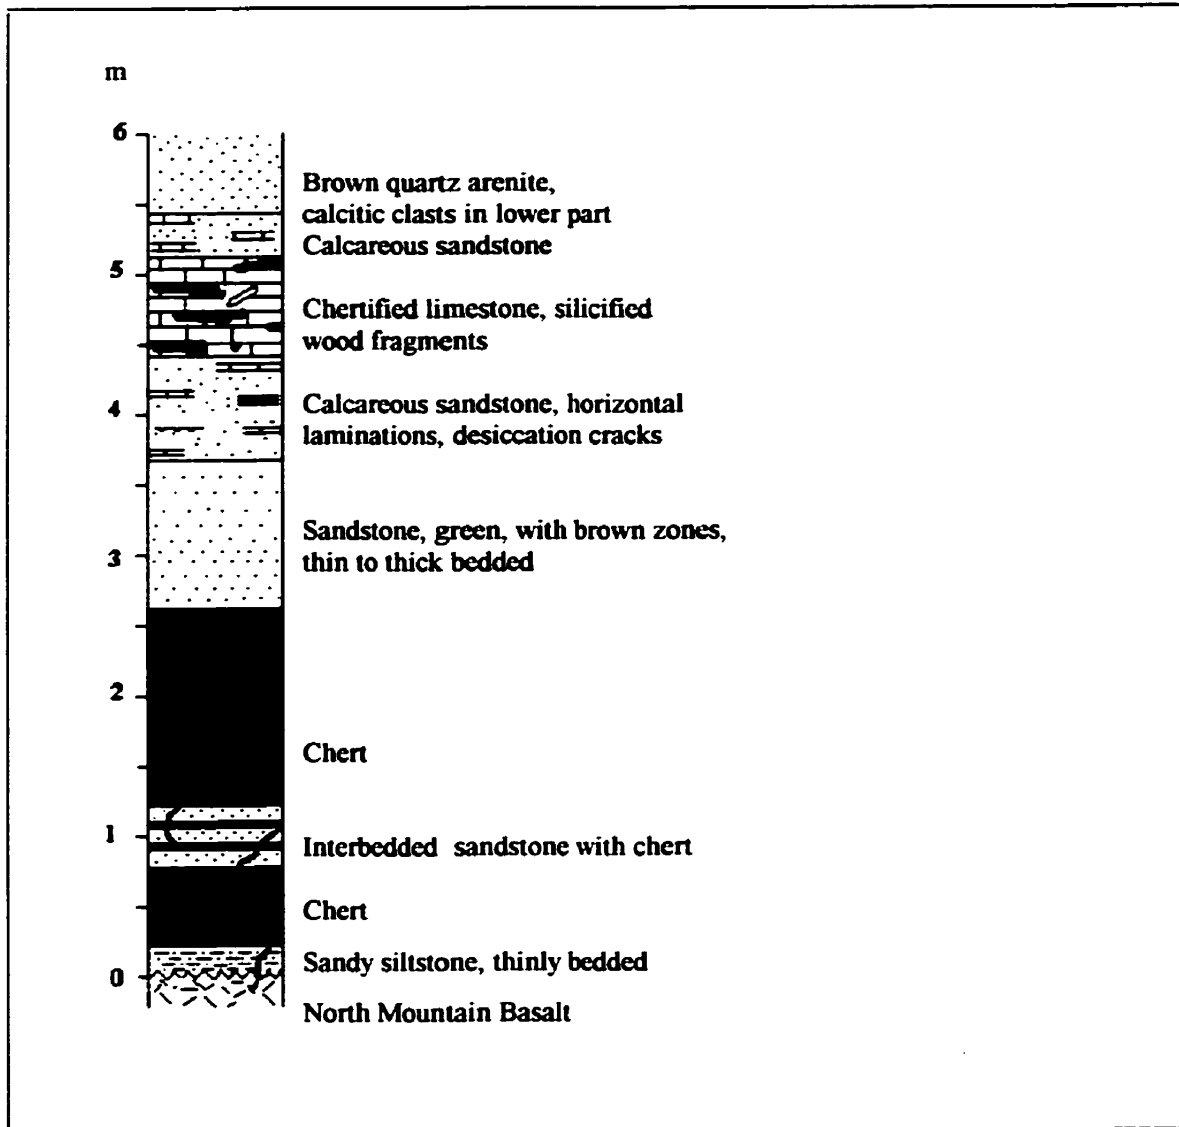 m
6
Brown quartz arenite,
calcitic clasts in lower part
Calcareous sandstone
5
Chertified limestone, silicified
wood fragments
4
Calcareous sandstone, horizontal
laminations, desiccation cracks
3
Sandstone, green, with brown zones,
thin to thick bedded
2
Chert
1
Interbedded sandstone with chert
Chert
Sandy siltstone, thinly bedded
0
North Mountain Basalt